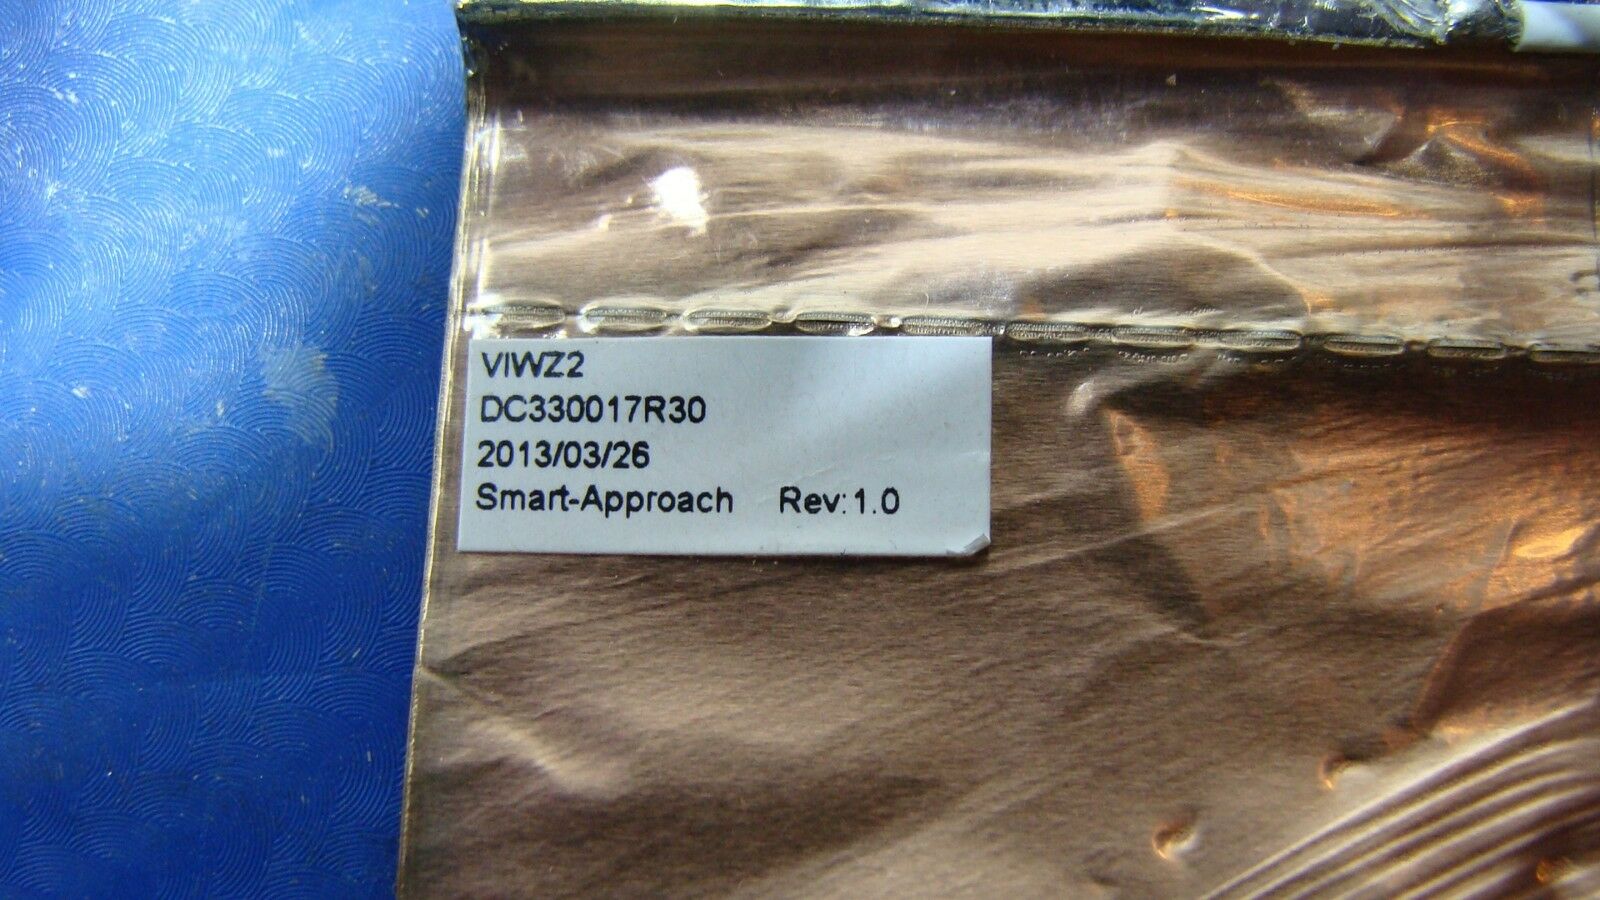 VIWZ2
DC330017R30
2013/03/26
Smart-Approach Rev:1.0